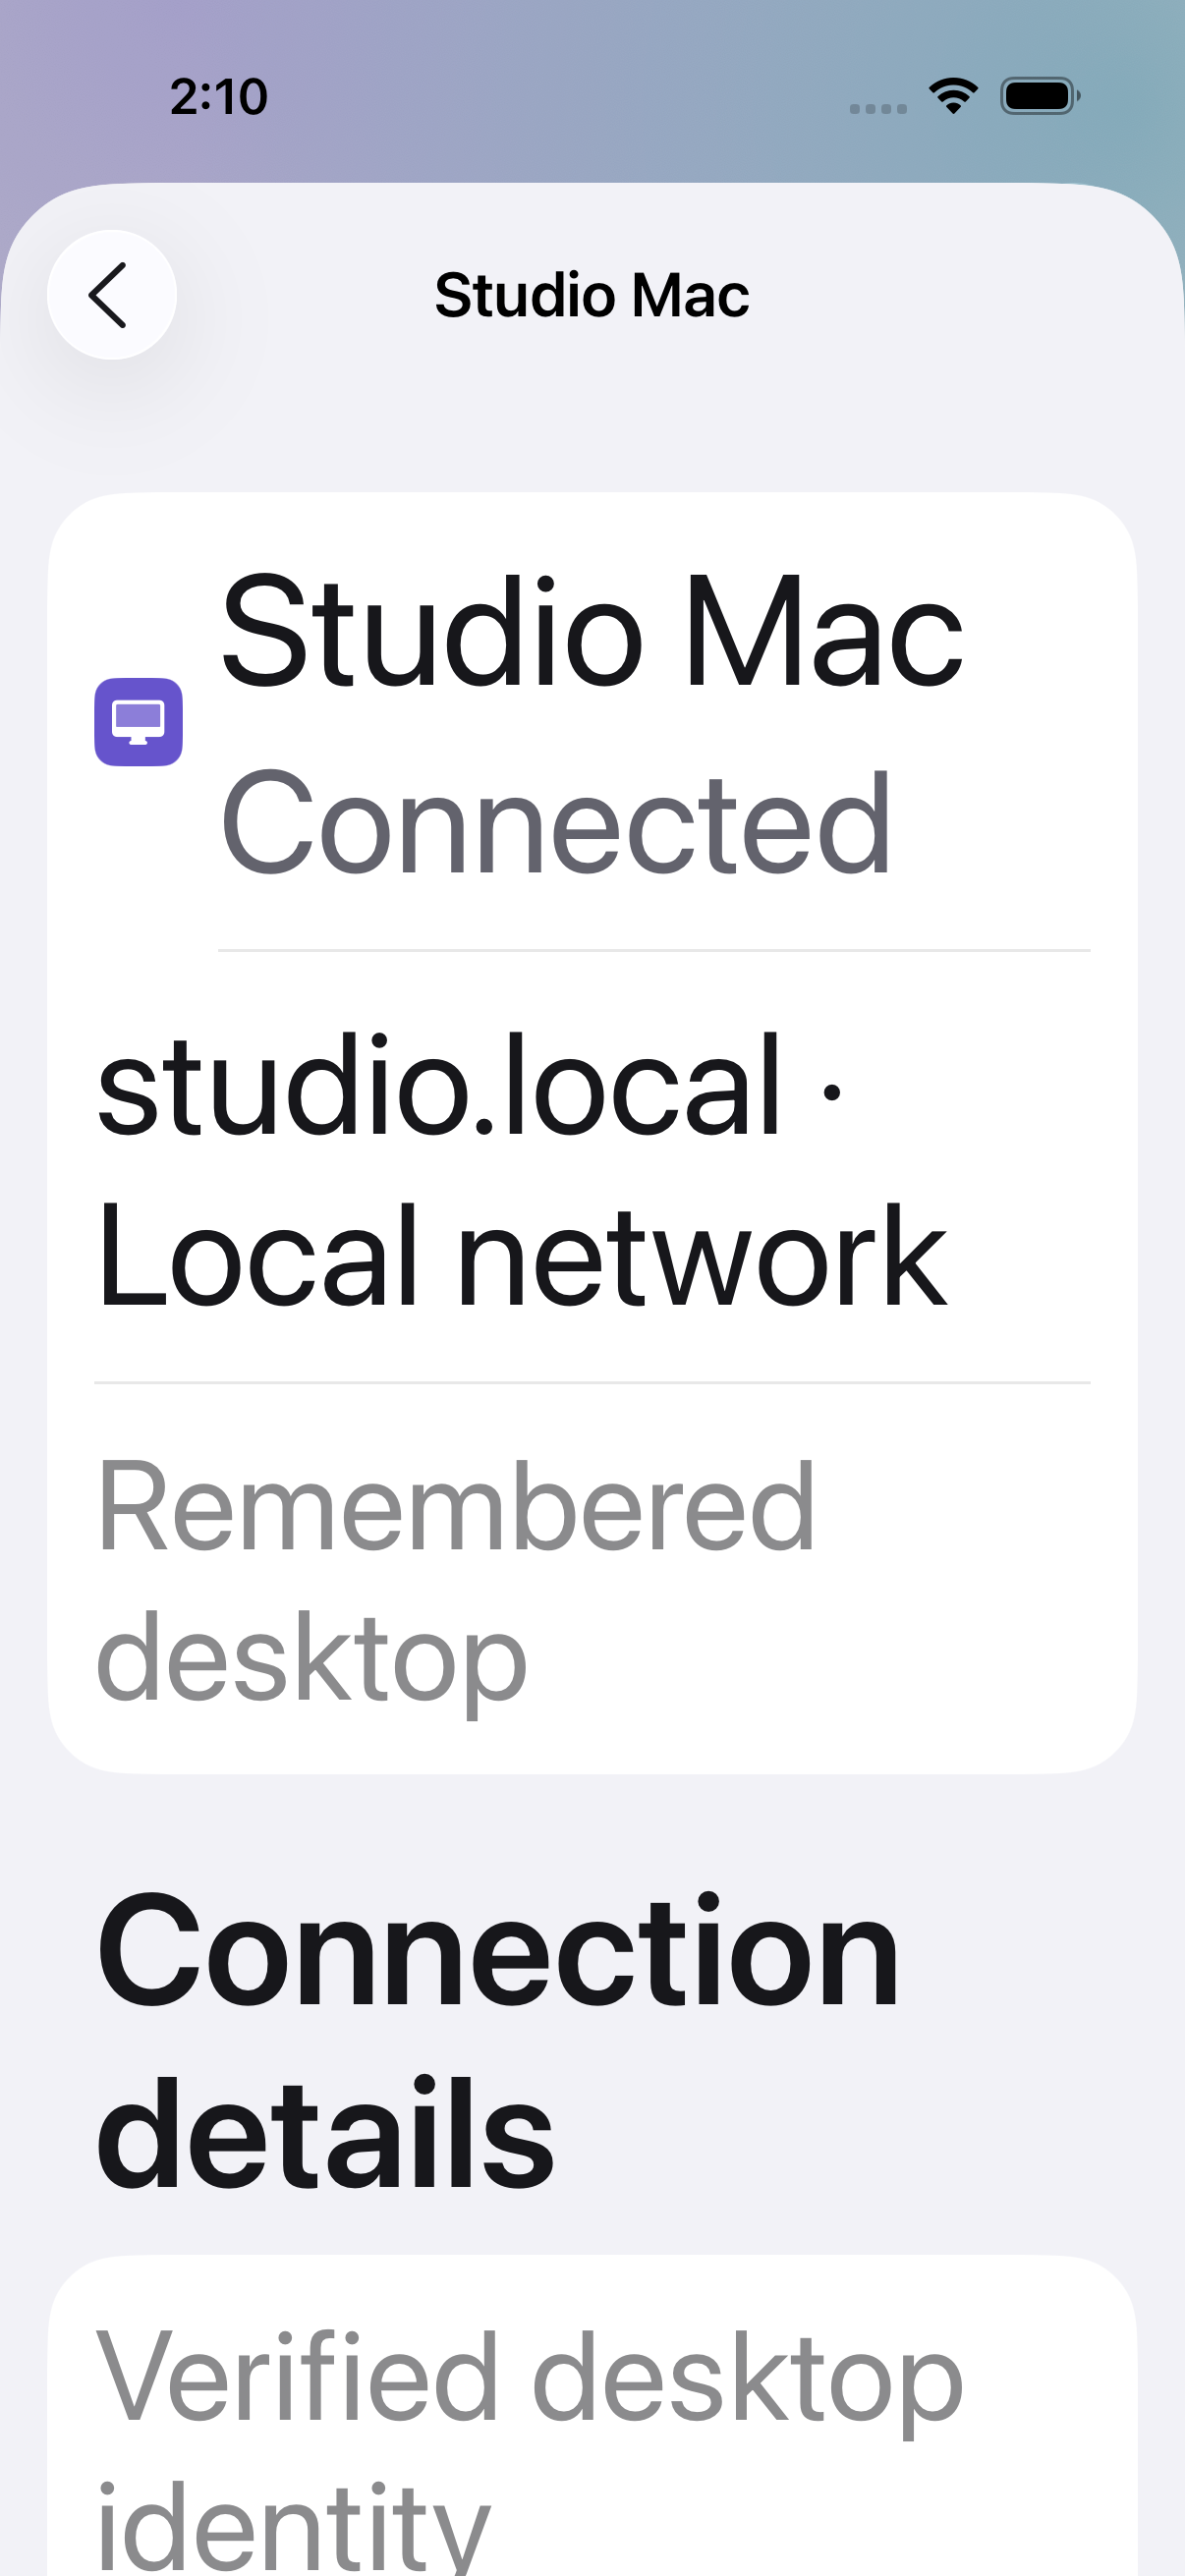 2:10
Studio Mac
Studio Mac
Connected
studio.local ·
Local network
Remembered
desktop
Connection
details
Verified desktop
identity